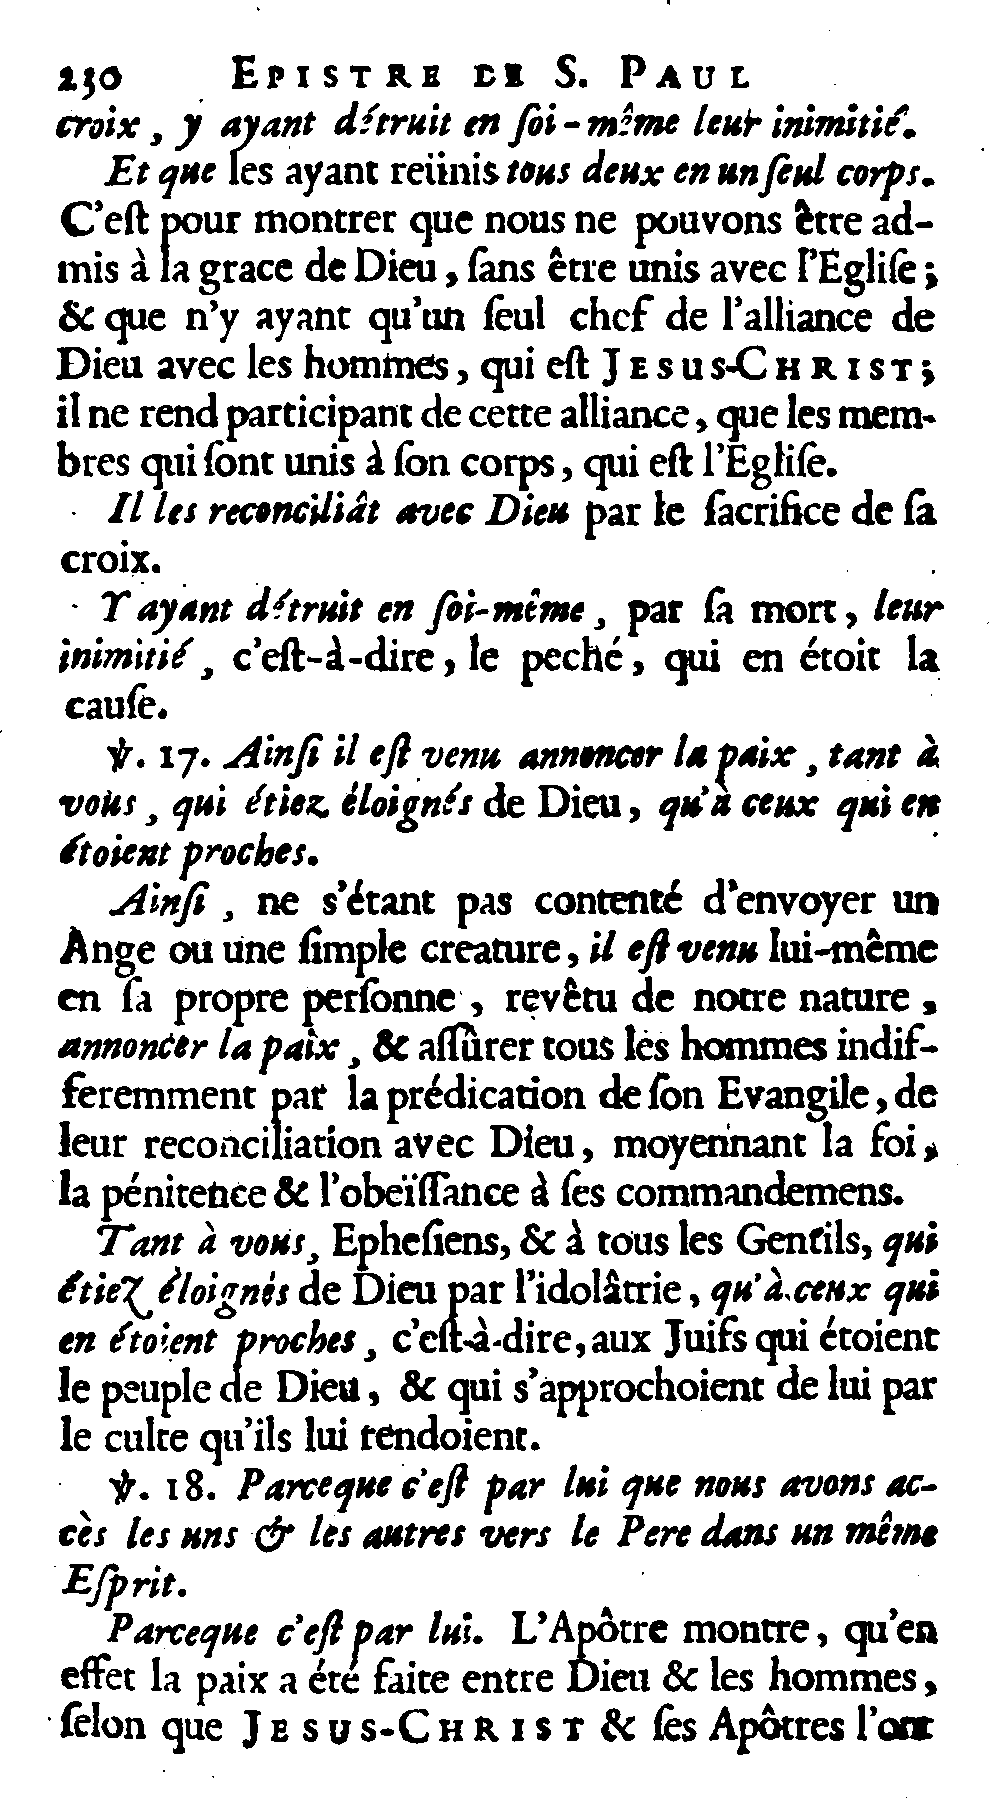 230 EPISTRE DE S. PAUL
croix, y ayant détruit en ſoi-même leur inimitié.
Et que les ayant reünis tous deux en un ſeul corps.
C'eſt pour montrer que nous ne pouvons être ad-
mis à la grace de Dieu, ſans être unis avec l'Egliſe;
& que n'y ayant qu'un ſeul chef de l'alliance de
Dieu avec les hommes, qui eſt JESUS-CHRIST;
il ne rend participant de cette alliance, que les mem-
bres qui ſont unis à ſon corps, qui eſt l'Egliſe.
Il les reconciliât avec Dieu par le ſacrifice de ſa
croix.
Y ayant détruit en ſoi-même, par ſa mort, leur
inimitié, c'eſt-à-dire, le peché, qui en étoit la
cauſe.
℣. 17. Ainſi il eſt venu annoncer la paix, tant à
vous, qui étiez éloignés de Dieu, qu'à ceux qui en
étoient proches.
Ainſi, ne s'étant pas contenté d'envoyer un
Ange ou une ſimple creature, il eſt venu lui-même
en ſa propre perſonne, revêtu de notre nature,
annoncer la paix, & aſſûrer tous les hommes indif-
feremment par la prédication de ſon Evangile, de
leur reconciliation avec Dieu, moyennant la foi,
la pénitence & l'obeïſſance à ſes commandemens.
Tant à vous, Epheſiens, & à tous les Gentils, qui
étiez éloignés de Dieu par l'idolâtrie, qu'à ceux qui
en étoient proches, c'eſt-à-dire, aux Juifs qui étoient
le peuple de Dieu, & qui s'approchoient de lui par
le culte qu'ils lui rendoient.
℣. 18. Parceque c'eſt par lui que nous avons ac-
cès les uns & les autres vers le Pere dans un même
Eſprit.
Parceque c'eſt par lui. L'Apôtre montre, qu'en
effet la paix a été faite entre Dieu & les hommes,
ſelon que JESUS-CHRIST & ſes Apôtres l'ont